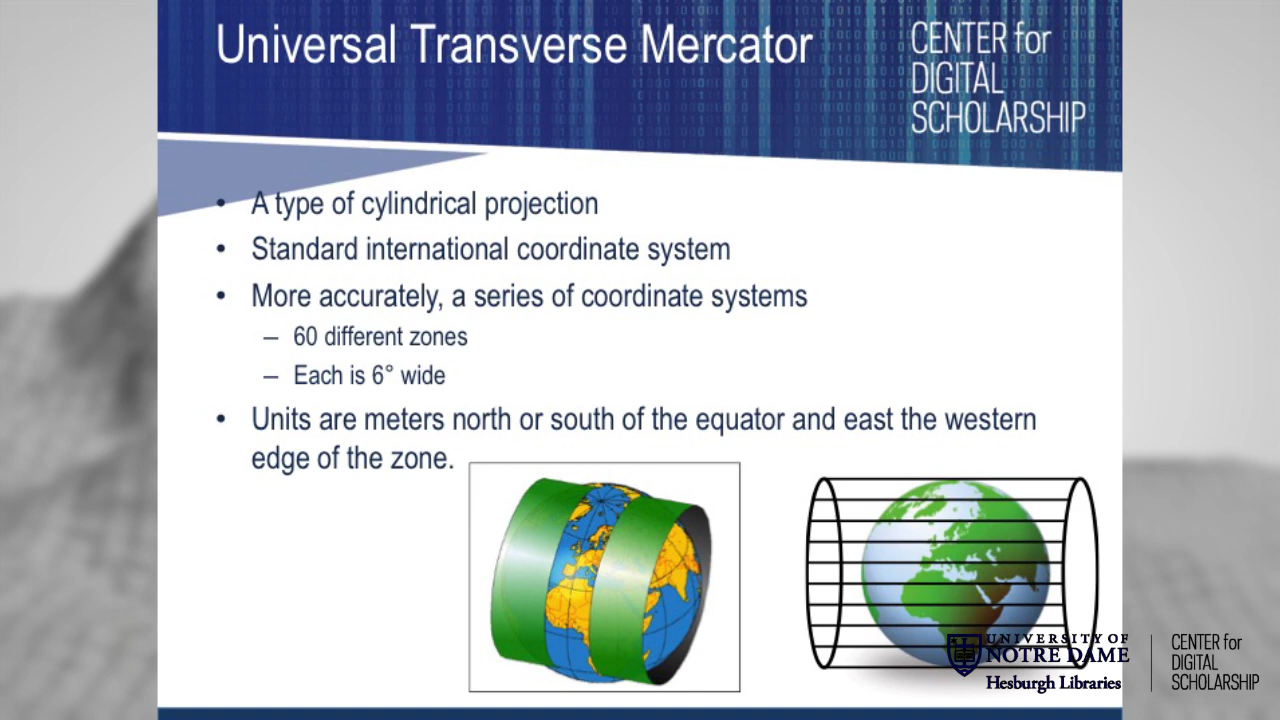 Universal Transverse Mercator
CENTER for
DIGITAL
SCHOLARSHIP
• A type of cylindrical projection
• Standard international coordinate system
• More accurately, a series of coordinate systems
– 60 different zones
– Each is 6° wide
• Units are meters north or south of the equator and east the western
edge of the zone.
UNIVERSITY OF
NOTRE DAME
Hesburgh Libraries
CENTER for
DIGITAL
SCHOLARSHIP